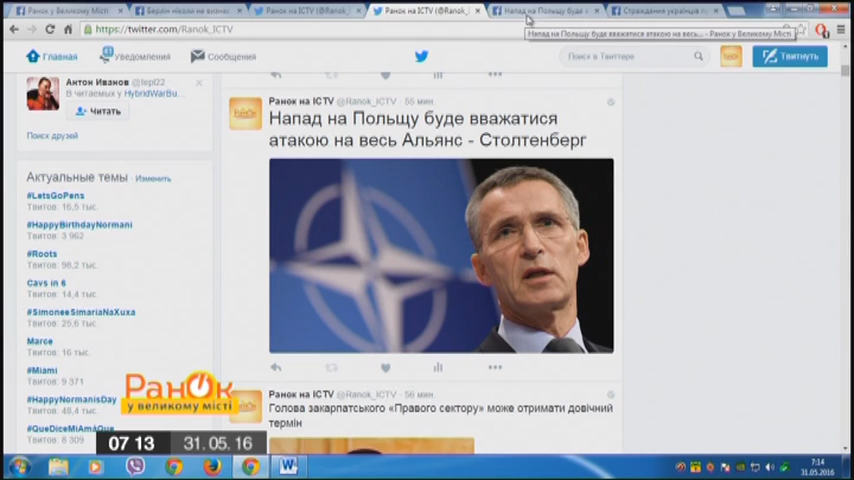 Ранок у Великому Місті
Берлін ніколи не визнає
Ранок на ICTV (@Ranok_
Ранок на ICTV (@Ranok_I
Напад на Польщу буде в
Страждання українців п
https://twitter.com/Ranok_ICTV
Напад на Польщу буде вважатися атакою на весь... - Ранок у Великому Місті
Главная
41
Уведомления
Сообщения
Поиск в Твиттере
Твитнуть
Антон Иванов @tepl22
В читаемых у HybridWarBu...
Читать
Поиск друзей
Актуальные темы · Изменить
#LetsGoPens
Твитов: 16,5 тыс.
#HappyBirthdayNormani
Твитов: 3 962
#Roots
Твитов: 98,2 тыс.
Cavs in 6
Твитов: 14,4 тыс.
#SimoneeSimariaNaXuxa
Твитов: 25,6 тыс.
Marce
Твитов: 16 тыс.
#Miami
Твитов: 9 371
#HappyNormanisDay
Твитов: 48,4 тыс.
#QueDiceMiAmáQue
Твитов: 8 309
Ранок на ICTV @Ranok_ICTV · 55 мин.
Напад на Польщу буде вважатися
атакою на весь Альянс - Столтенберг
Ранок на ICTV @Ranok_ICTV · 56 мин.
Голова закарпатського «Правого сектору» може отримати довічний
термін
Ранок
у великому місті
07 13
31.05.16
7:14
31.05.2016